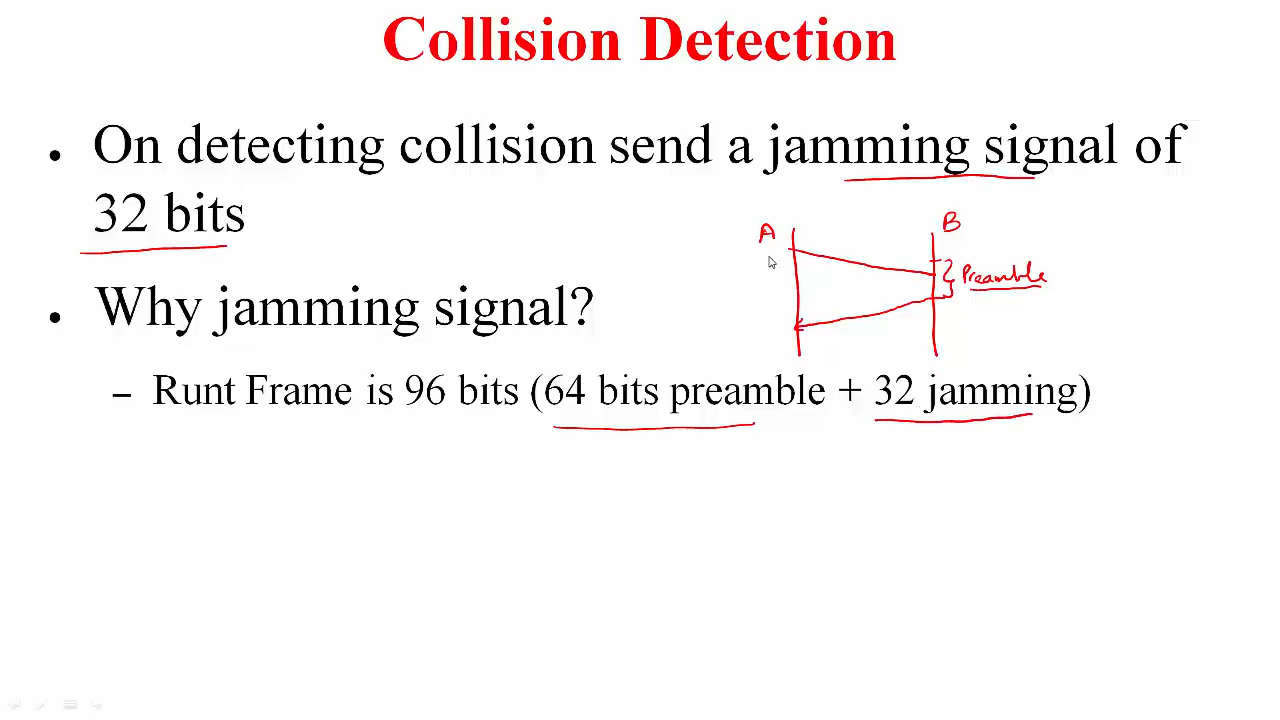 Collision Detection
• On detecting collision send a jamming signal of
32 bits
A
B
Preamble
• Why jamming signal?
– Runt Frame is 96 bits (64 bits preamble + 32 jamming)